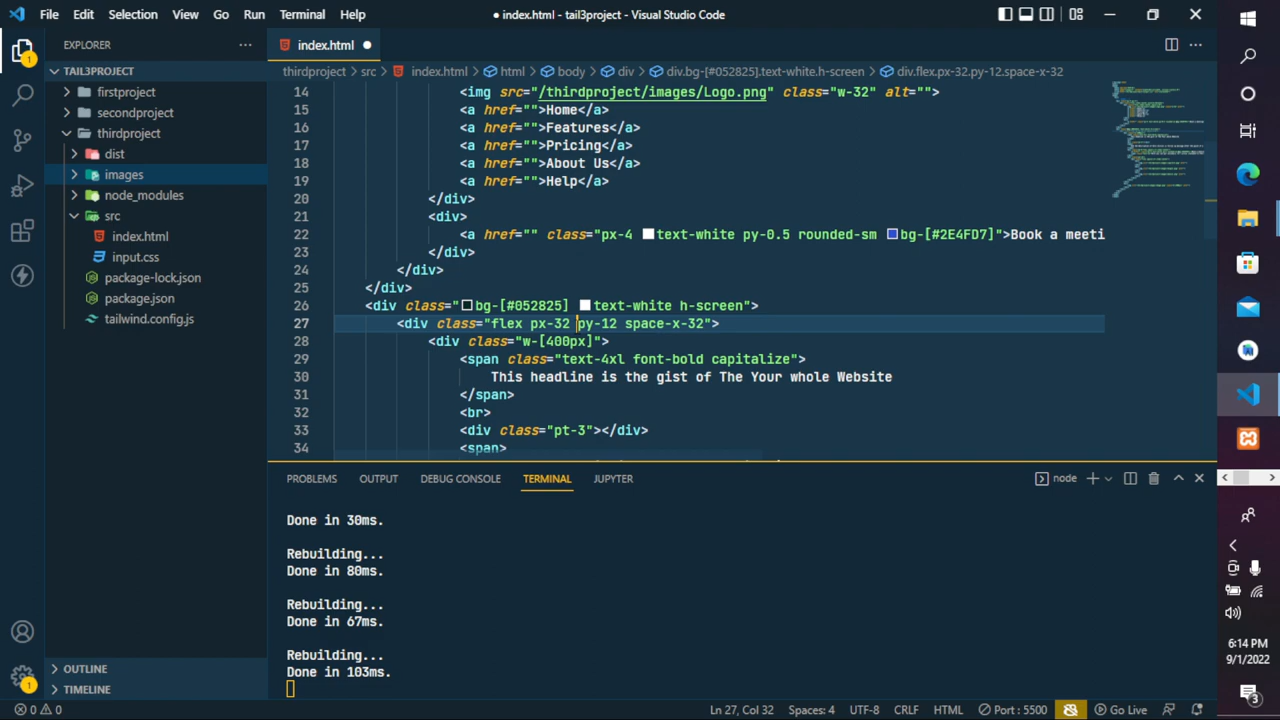 File Edit Selection View Go Run Terminal Help
● index.html - tail3project - Visual Studio Code
EXPLORER
TAIL3PROJECT
firstproject
secondproject
thirdproject
dist
images
node_modules
src
index.html
input.css
package-lock.json
package.json
tailwind.config.js
OUTLINE
TIMELINE
1
1
index.html
thirdproject > src > index.html > html > body > div > div.bg-[#052825].text-white.h-screen > div.flex.px-32.py-12.space-x-32
14 <img src="/thirdproject/images/Logo.png" class="w-32" alt="">
15 <a href="">Home</a>
16 <a href="">Features</a>
17 <a href="">Pricing</a>
18 <a href="">About Us</a>
19 <a href="">Help</a>
20 </div>
21 <div>
22 <a href="" class="px-4 text-white py-0.5 rounded-sm bg-[#2E4FD7]">Book a meeti
23 </div>
24 </div>
25 </div>
26 <div class="bg-[#052825] text-white h-screen">
27 <div class="flex px-32 py-12 space-x-32">
28 <div class="w-[400px]">
29 <span class="text-4xl font-bold capitalize">
30 This headline is the gist of The Your whole Website
31 </span>
32 <br>
33 <div class="pt-3"></div>
34 <span>
PROBLEMS OUTPUT DEBUG CONSOLE TERMINAL JUPYTER
node
Done in 30ms.
Rebuilding...
Done in 80ms.
Rebuilding...
Done in 67ms.
Rebuilding...
Done in 103ms.
0 0
Ln 27, Col 32 Spaces: 4 UTF-8 CRLF HTML Port : 5500 Go Live
6:14 PM
9/1/2022
3